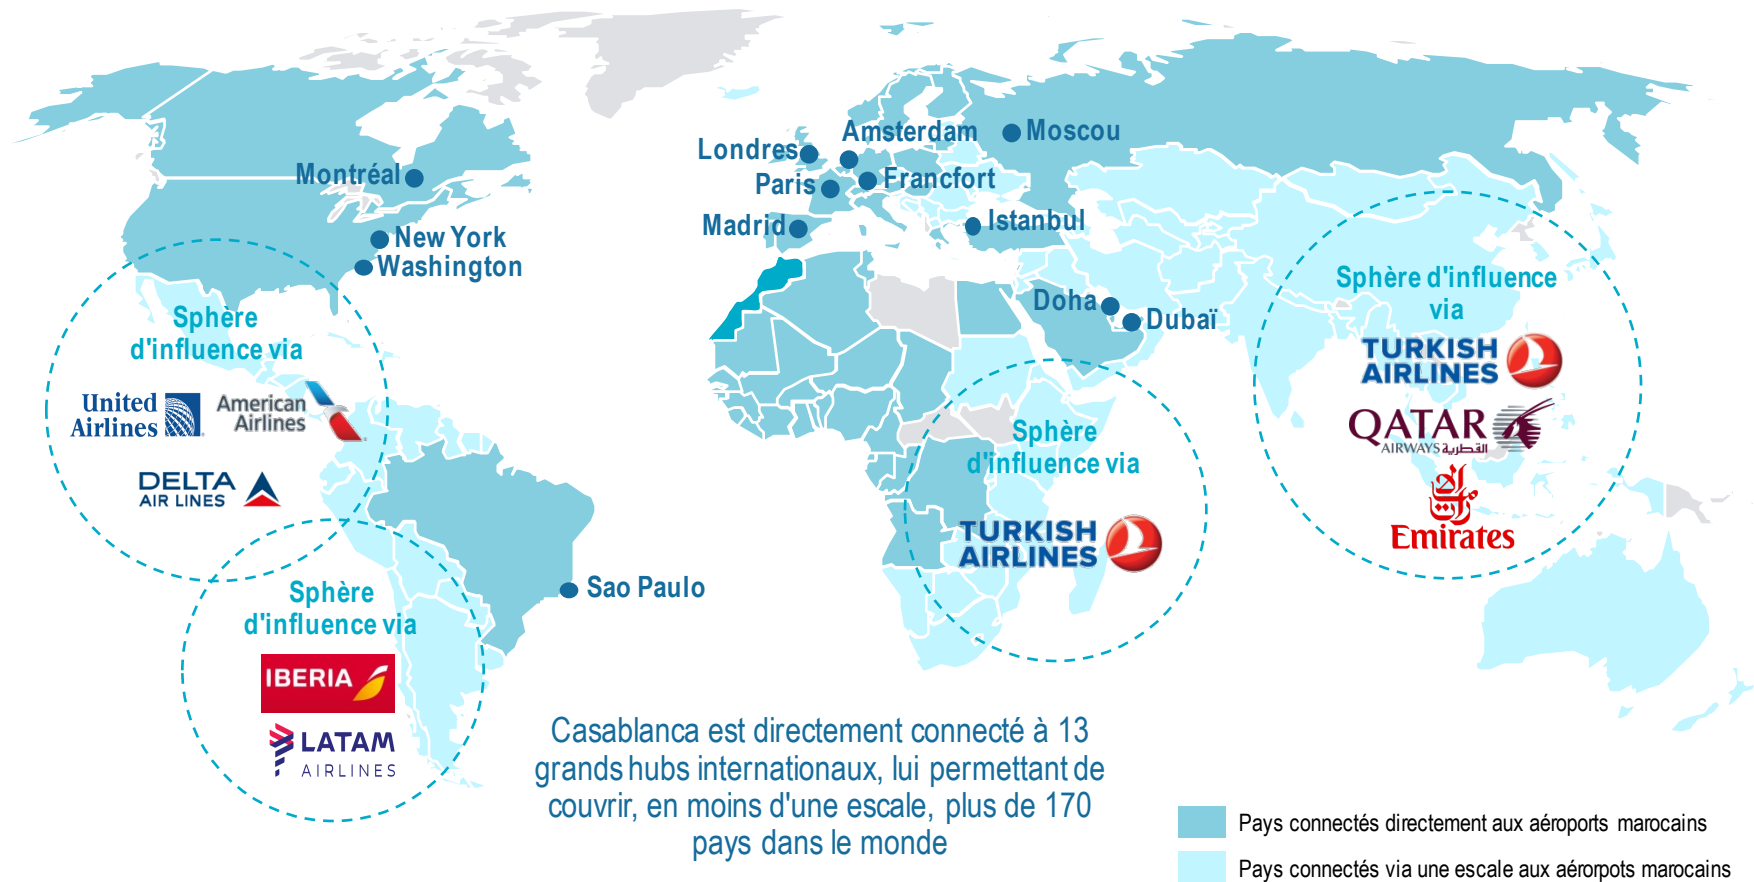 Amsterdam
Moscou
Londres
Montréal
Paris
Francfort
Madrid
Istanbul
New York
Washington
Doha
Dubaï
Sao Paulo
Sphère
d'influence via
United
Airlines
American
Airlines
DELTA
AIR LINES
Sphère
d'influence via
IBERIA
LATAM
AIRLINES
Sphère
d'influence via
TURKISH
AIRLINES
Sphère d'influence
via
TURKISH
AIRLINES
QATAR
AIRWAYS القطرية
Emirates
Casablanca est directement connecté à 13
grands hubs internationaux, lui permettant de
couvrir, en moins d'une escale, plus de 170
pays dans le monde
Pays connectés directement aux aéroports marocains
Pays connectés via une escale aux aérorpots marocains